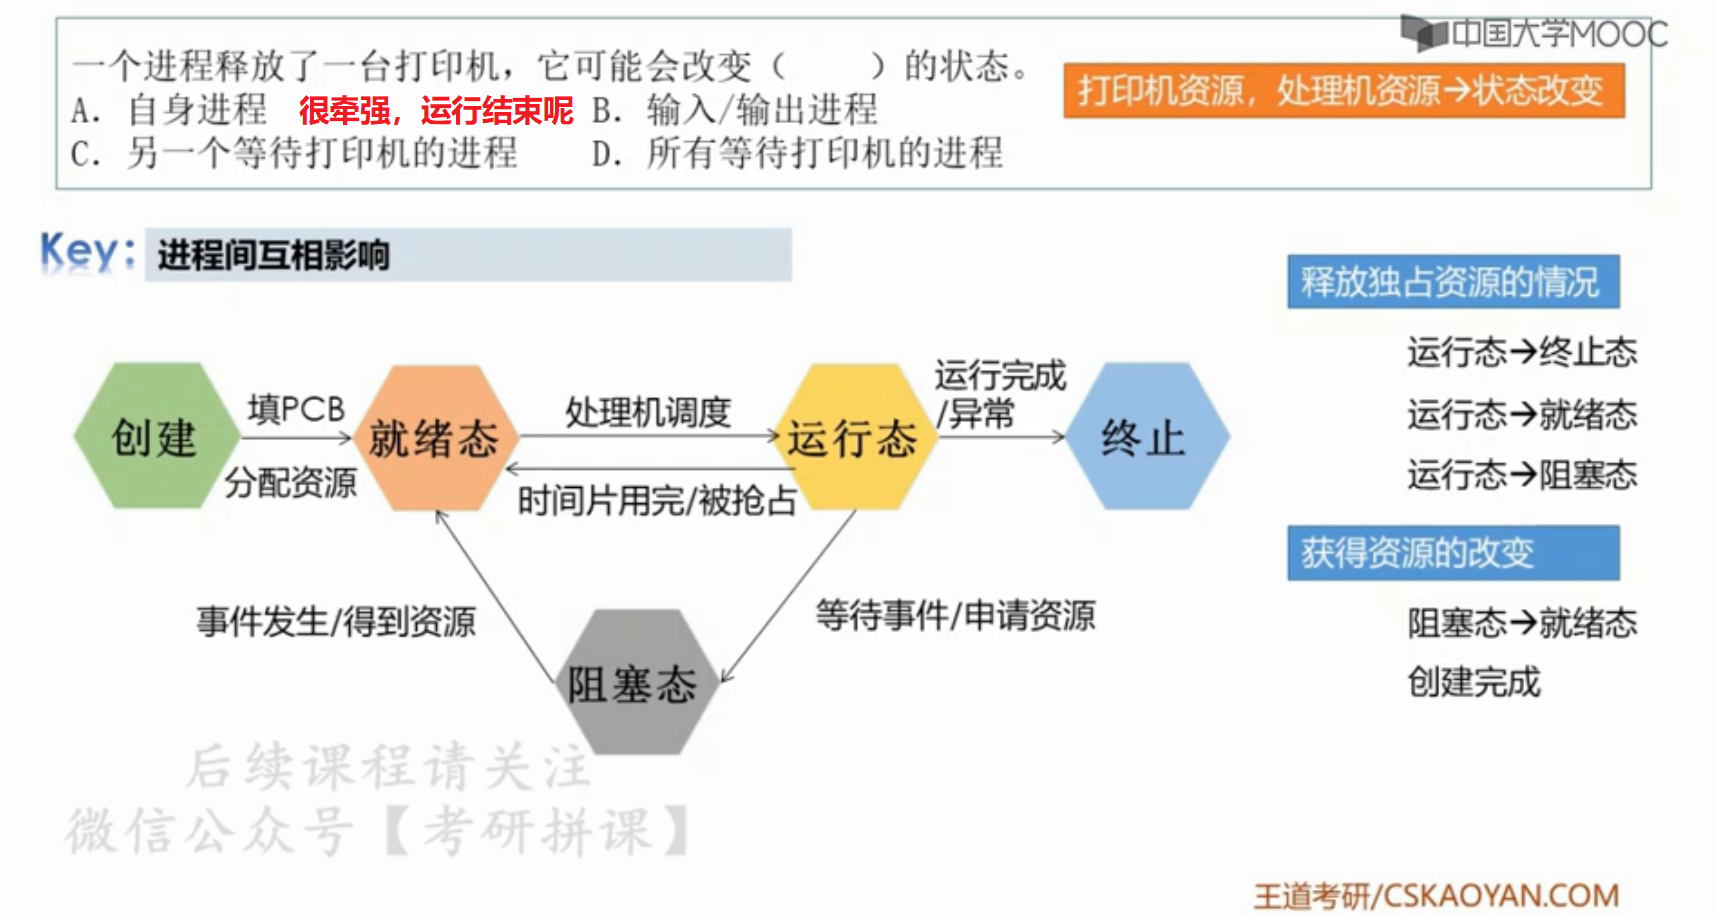 中国大学MOOC
一个进程释放了一台打印机，它可能会改变（　　）的状态。
打印机资源，处理机资源→状态改变
A. 自身进程 很牵强，运行结束呢 B. 输入/输出进程
C. 另一个等待打印机的进程 D. 所有等待打印机的进程
Key: 进程间互相影响
释放独占资源的情况
运行态→终止态
运行态→就绪态
运行态→阻塞态
获得资源的改变
阻塞态→就绪态
创建完成
创建
填PCB
分配资源
就绪态
处理机调度
时间片用完/被抢占
运行态
运行完成
/异常
终止
事件发生/得到资源
等待事件/申请资源
阻塞态
后续课程请关注
微信公众号【考研拼课】
王道考研/CSKAOYAN.COM